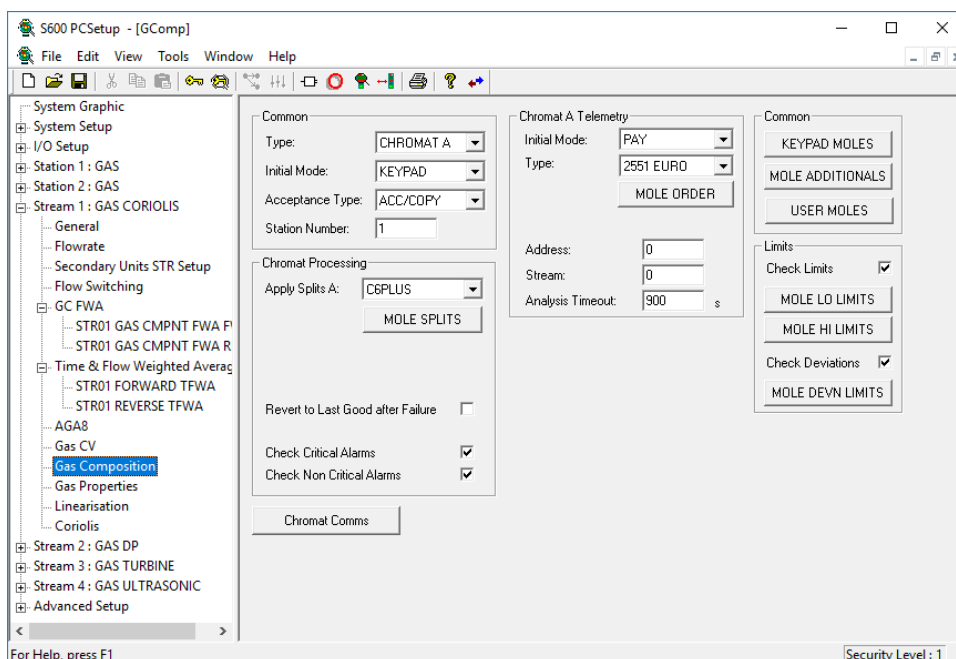 S600 PCSetup - [GComp]
File Edit View Tools Window Help
System Graphic
System Setup
I/O Setup
Station 1 : GAS
Station 2 : GAS
Stream 1 : GAS CORIOLIS
General
Flowrate
Secondary Units STR Setup
Flow Switching
GC FWA
STR01 GAS CMPNT FWA F
STR01 GAS CMPNT FWA R
Time & Flow Weighted Averag
STR01 FORWARD TFWA
STR01 REVERSE TFWA
AGA8
Gas CV
Gas Composition
Gas Properties
Linearisation
Coriolis
Stream 2 : GAS DP
Stream 3 : GAS TURBINE
Stream 4 : GAS ULTRASONIC
Advanced Setup
Common
Type: CHROMAT A
Initial Mode: KEYPAD
Acceptance Type: ACC/COPY
Station Number: 1
Chromat Processing
Apply Splits A: C6PLUS
MOLE SPLITS
Revert to Last Good after Failure
Check Critical Alarms
Check Non Critical Alarms
Chromat Comms
Chromat A Telemetry
Initial Mode: PAY
Type: 2551 EURO
MOLE ORDER
Address: 0
Stream: 0
Analysis Timeout: 900 s
Common
KEYPAD MOLES
MOLE ADDITIONALS
USER MOLES
Limits
Check Limits
MOLE LO LIMITS
MOLE HI LIMITS
Check Deviations
MOLE DEVN LIMITS
For Help, press F1
Security Level : 1